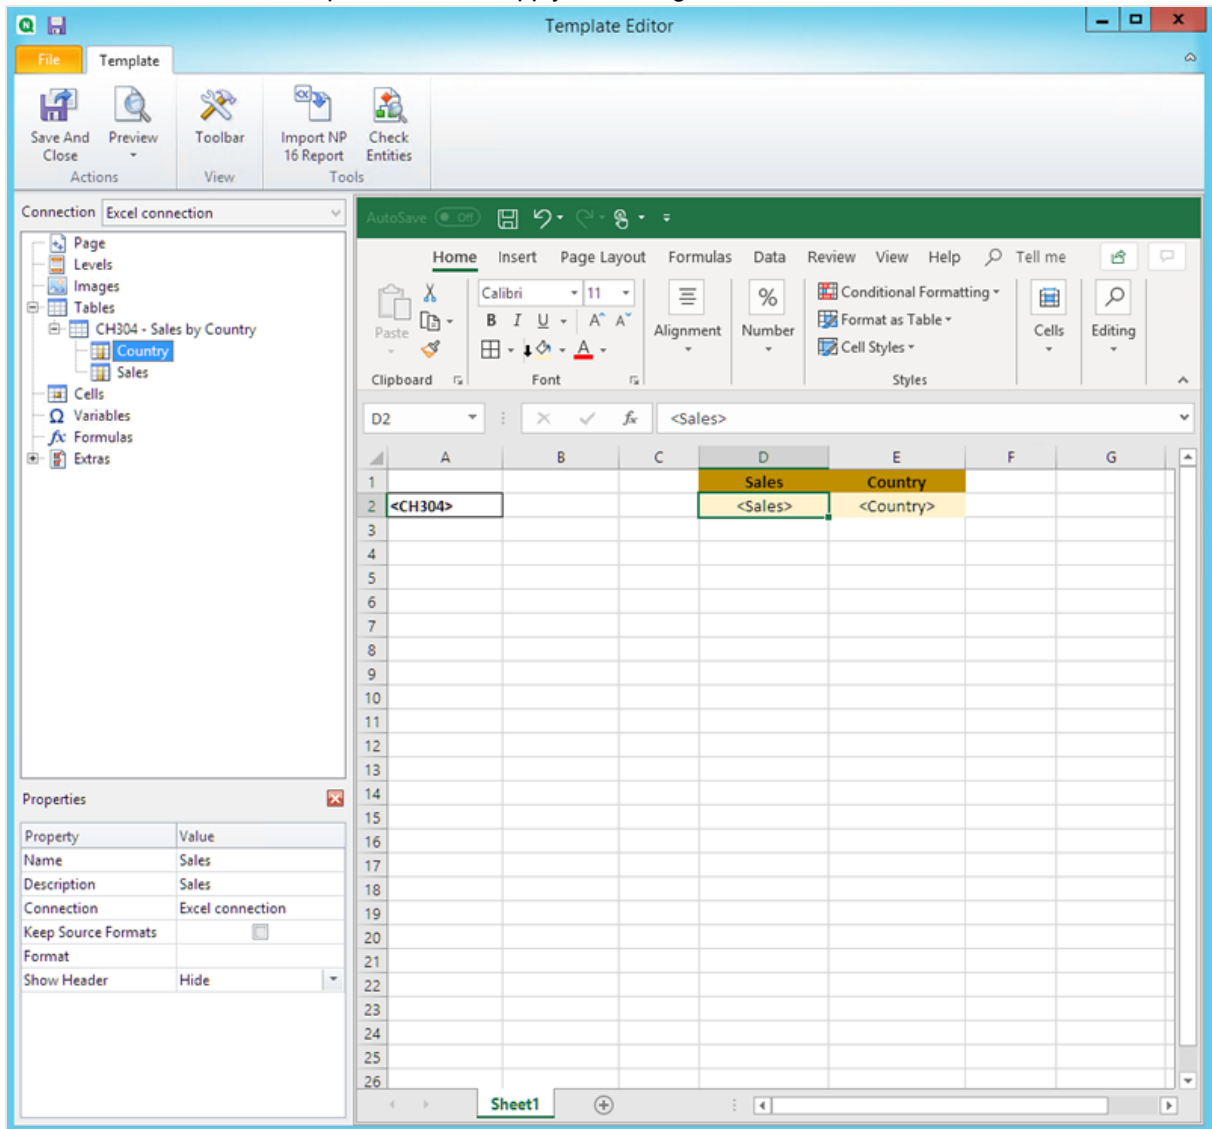 Template Editor
File Template
Save And Close Preview Toolbar Import NP 16 Report Check Entities
Actions View Tools
Connection Excel connection
Page
Levels
Images
Tables
CH304 - Sales by Country
Country
Sales
Cells
Variables
Formulas
Extras
Properties
Property Value
Name Sales
Description Sales
Connection Excel connection
Keep Source Formats
Format
Show Header Hide
AutoSave Off
Home Insert Page Layout Formulas Data Review View Help Tell me
Paste Calibri 11 Alignment % Number Conditional Formatting Cells Editing
B I U A A Format as Table
A Cell Styles
Clipboard Font Styles
D2 fx <Sales>
A B C D E F G
1 Sales Country
2 <CH304> <Sales> <Country>
3
4
5
6
7
8
9
10
11
12
13
14
15
16
17
18
19
20
21
22
23
24
25
26
Sheet1